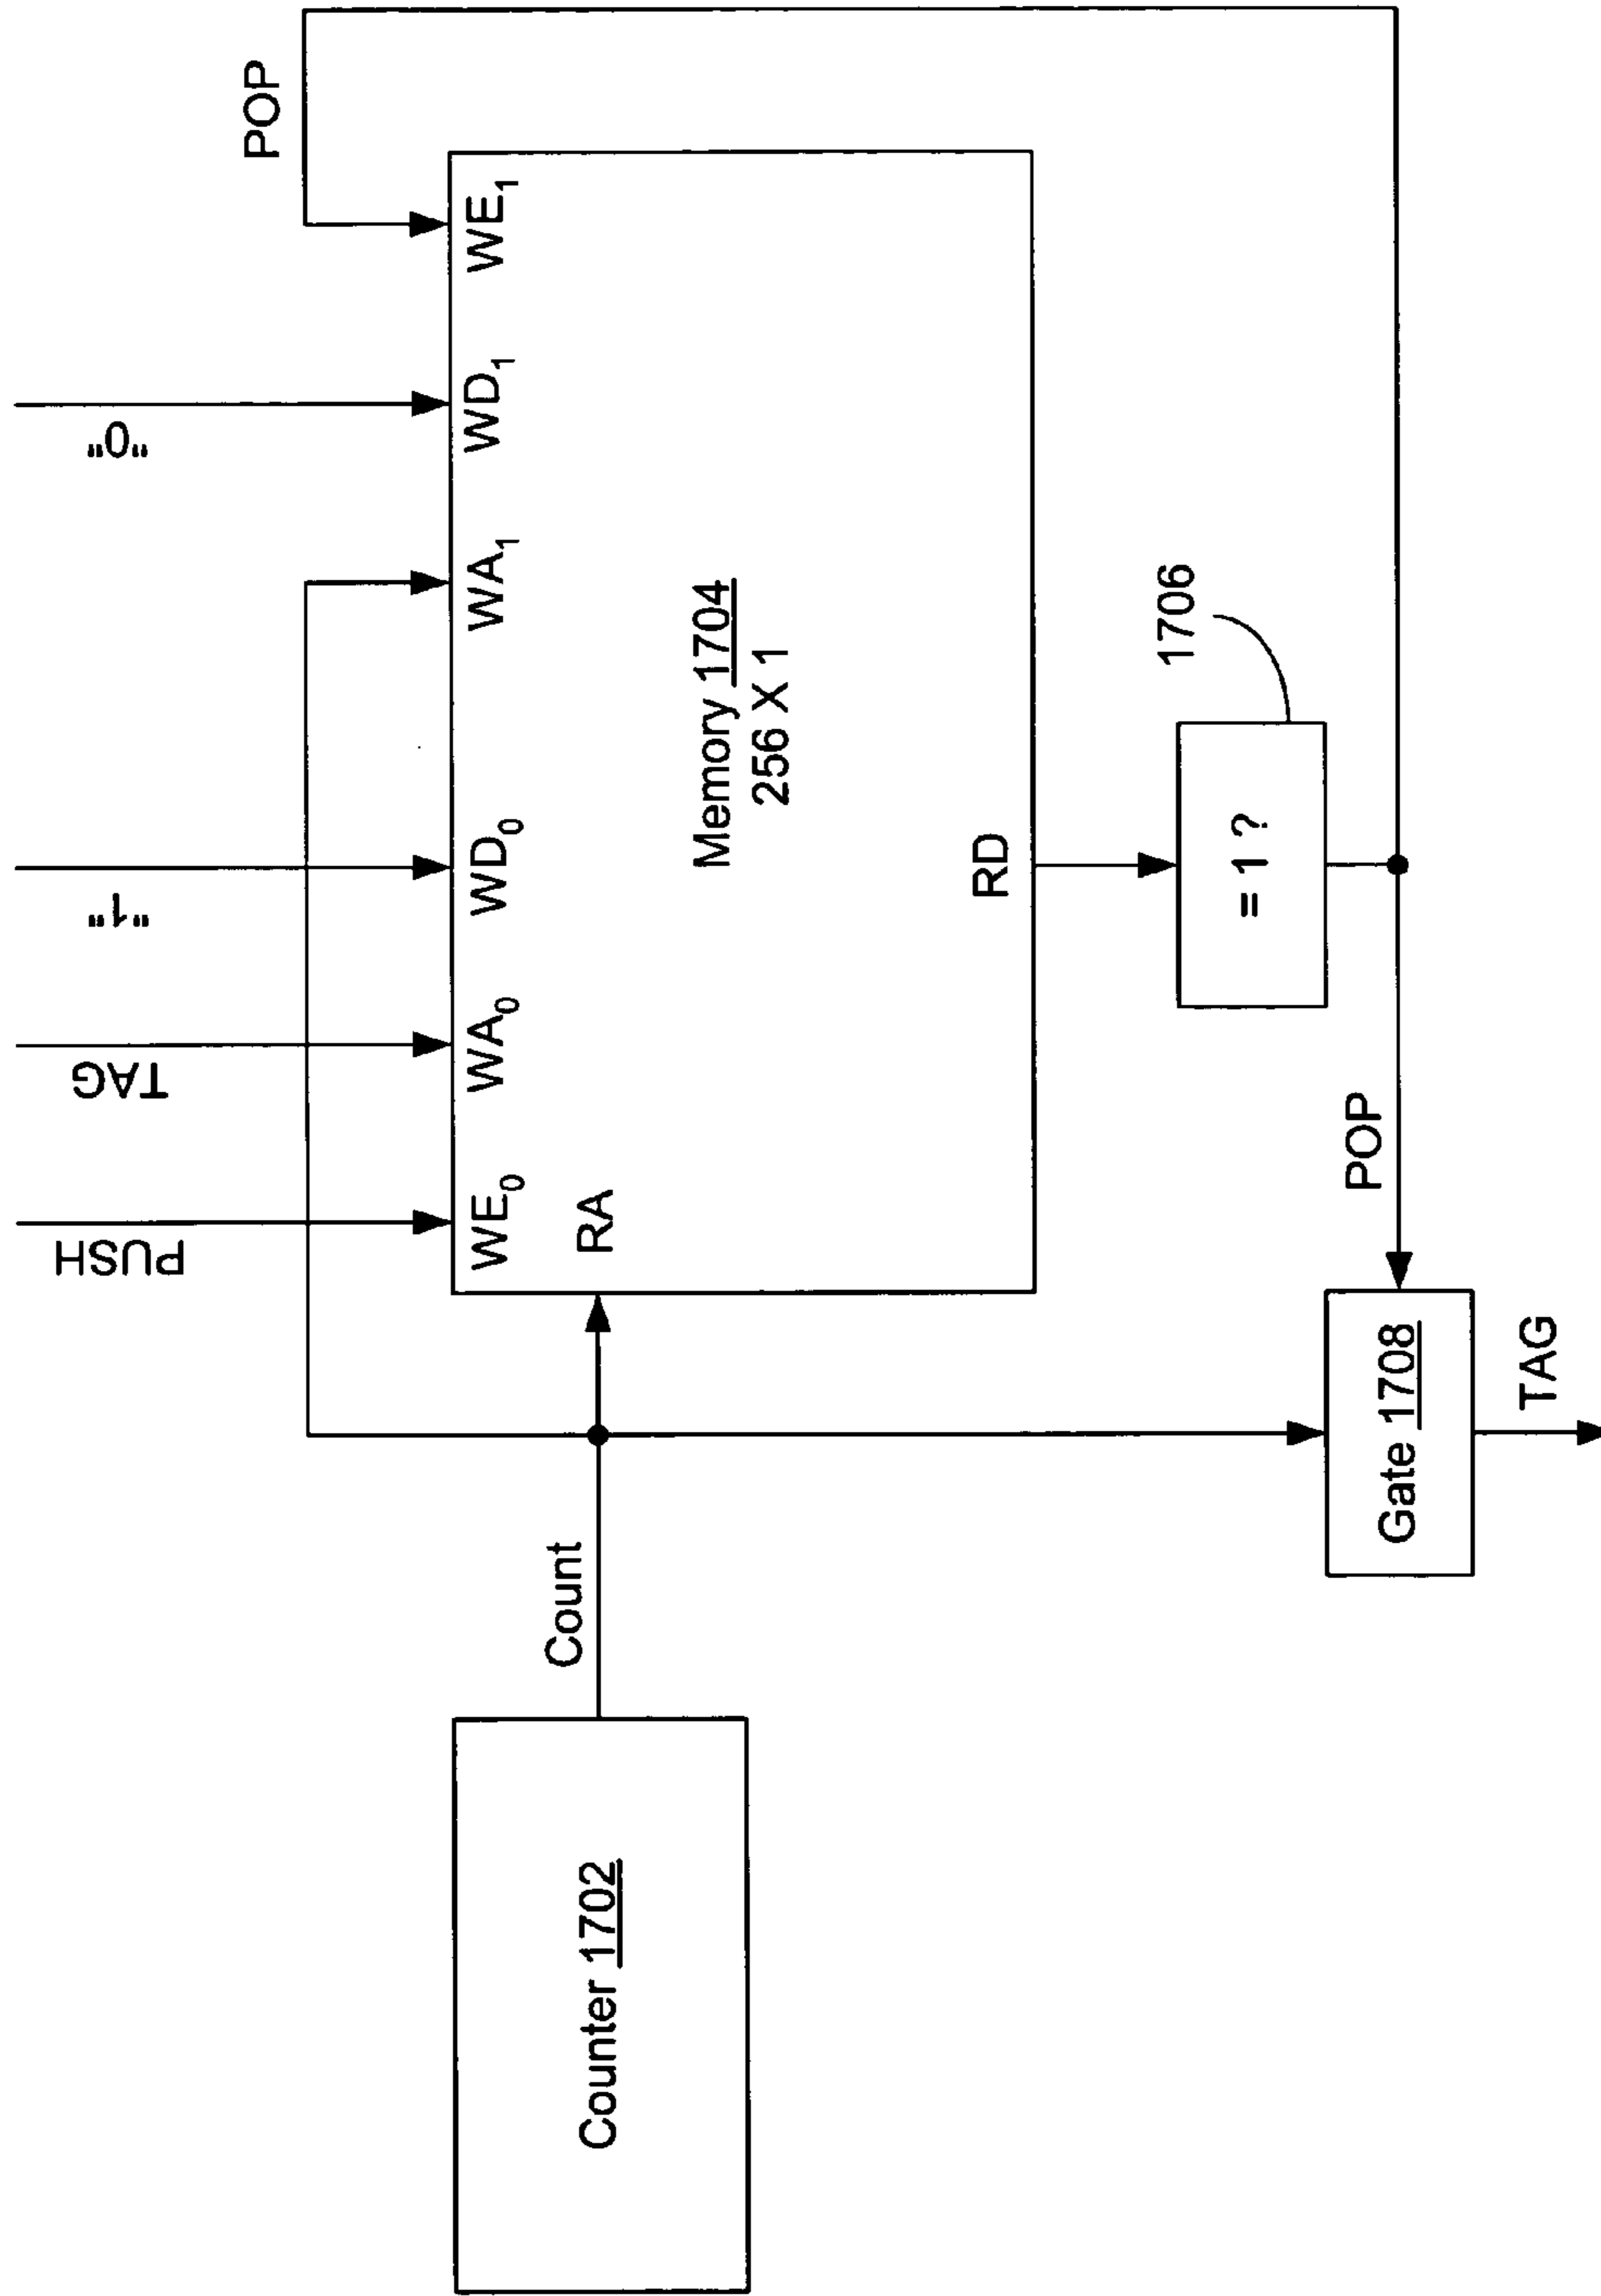 PUSH
TAG
"1"
"0"
POP
WE0
WA0
WD0
WA1
WD1
WE1
RA
Count
Counter 1702
Memory 1704
256 X 1
RD
1706
= 1 ?
POP
Gate 1708
TAG